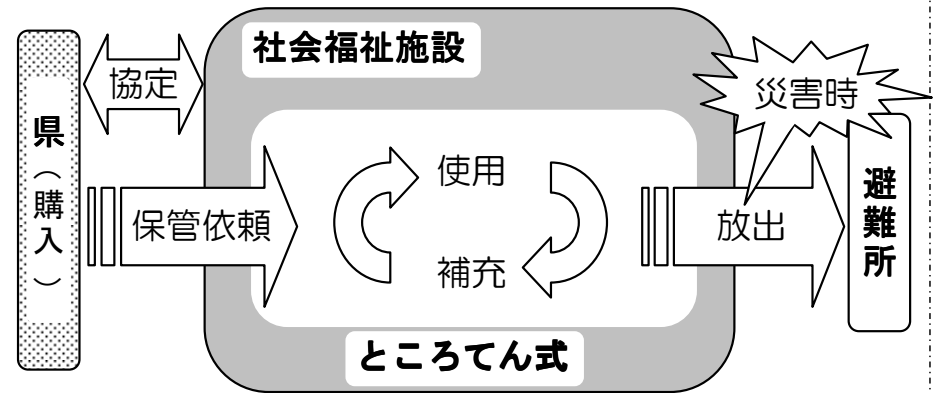 社会福祉施設
協定
災害時
県（購入）
保管依頼
使用
補充
放出
避難所
ところてん式